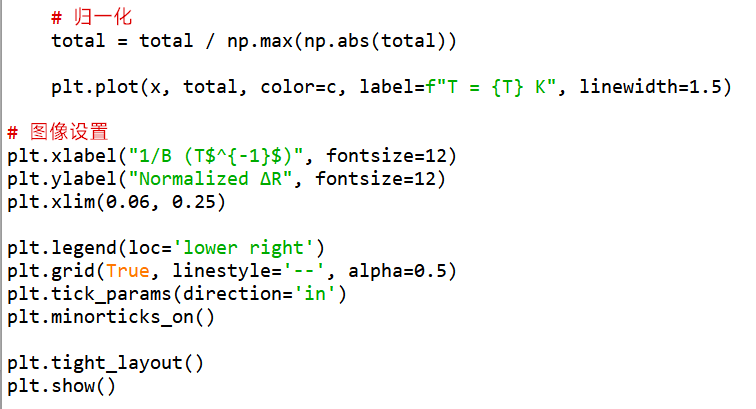 # 归一化
total = total / np.max(np.abs(total))
plt.plot(x, total, color=c, label=f"T = {T} K", linewidth=1.5)
# 图像设置
plt.xlabel("1/B (T$^{-1}$)", fontsize=12)
plt.ylabel("Normalized ΔR", fontsize=12)
plt.xlim(0.06, 0.25)
plt.legend(loc='lower right')
plt.grid(True, linestyle='--', alpha=0.5)
plt.tick_params(direction='in')
plt.minorticks_on()
plt.tight_layout()
plt.show()